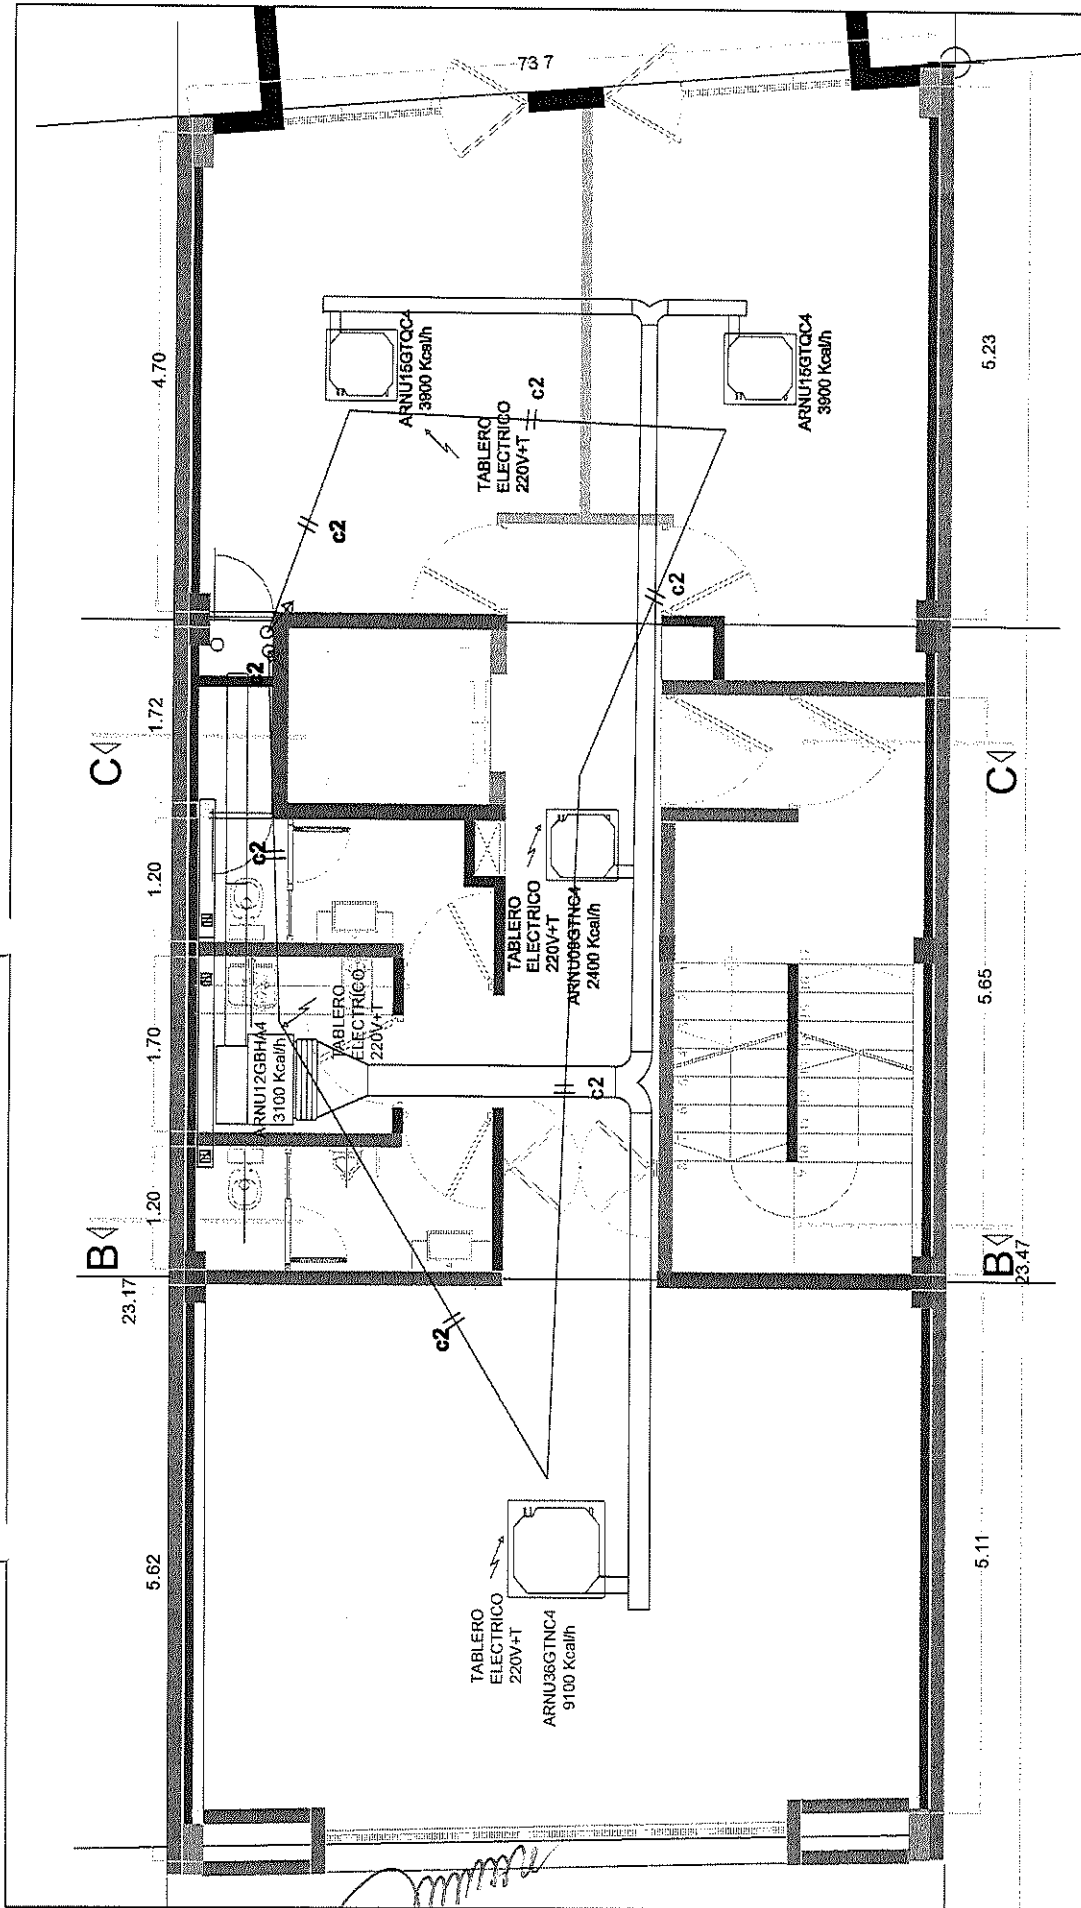 73.7
4.70
5.23
ARNU15GTQC4
3900 Kcal/h
ARNU15GTQC4
3900 Kcal/h
TABLERO
ELECTRICO
220V+T
c2
c2
c2
c2
1.72
C
C
1.20
c2
TABLERO
ELECTRICO
220V+T
ARNU09GTNC4
2400 Kcal/h
5.65
1.70
TABLERO
ELECTRICO
220V+T
ARNU12GBHA4
3100 Kcal/h
c2
1.20
B
B
23.17
23.47
c2
5.62
5.11
TABLERO
ELECTRICO
220V+T
ARNU36GTNC4
9100 Kcal/h